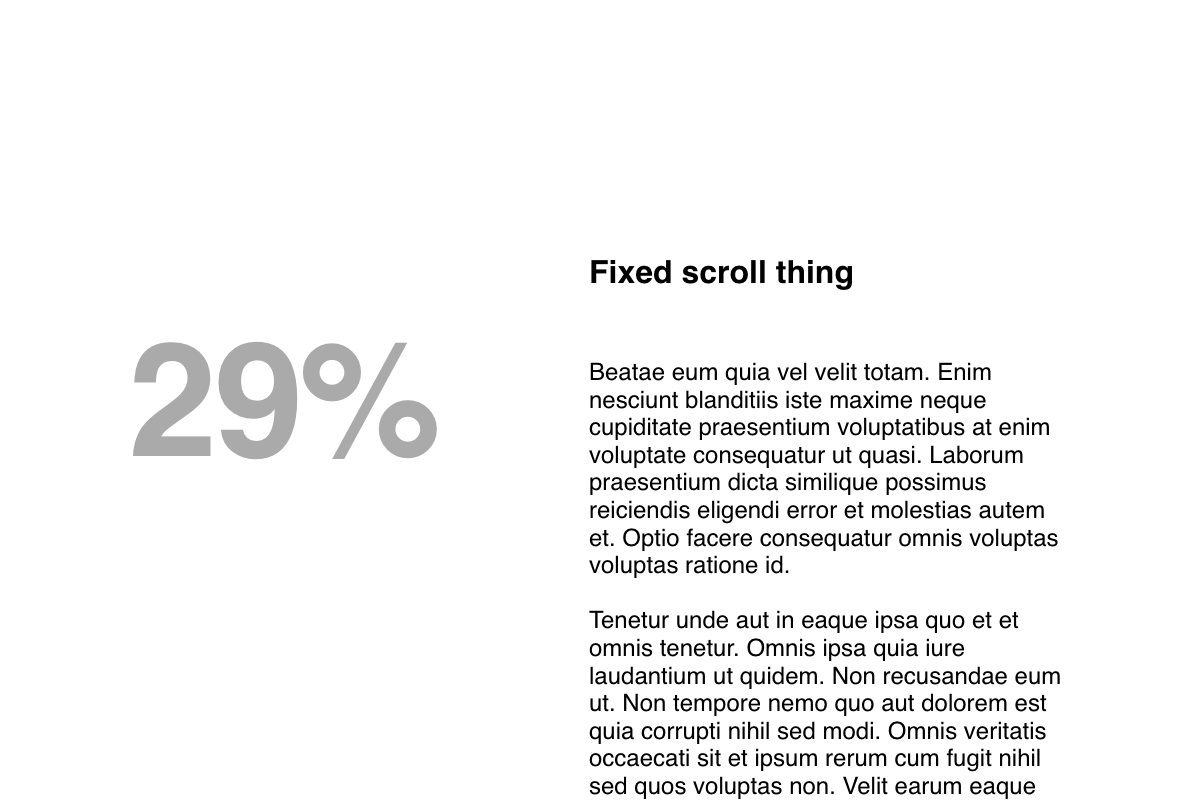 29%
Fixed scroll thing
Beatae eum quia vel velit totam. Enim
nesciunt blanditiis iste maxime neque
cupiditate praesentium voluptatibus at enim
voluptate consequatur ut quasi. Laborum
praesentium dicta similique possimus
reiciendis eligendi error et molestias autem
et. Optio facere consequatur omnis voluptas
voluptas ratione id.
Tenetur unde aut in eaque ipsa quo et et
omnis tenetur. Omnis ipsa quia iure
laudantium ut quidem. Non recusandae eum
ut. Non tempore nemo quo aut dolorem est
quia corrupti nihil sed modi. Omnis veritatis
occaecati sit et ipsum rerum cum fugit nihil
sed quos voluptas non. Velit earum eaque